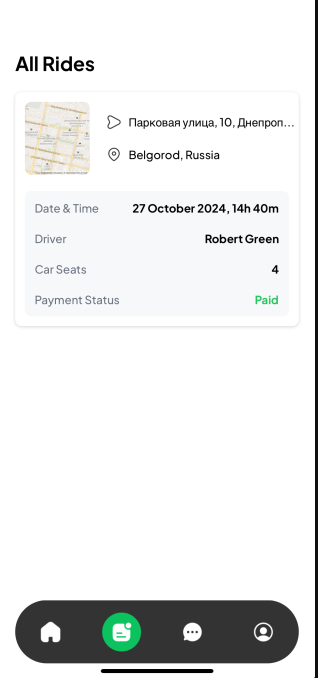 All Rides
Парковая улица, 10, Днепроп...
Belgorod, Russia
Date & Time 27 October 2024, 14h 40m
Driver Robert Green
Car Seats 4
Payment Status Paid